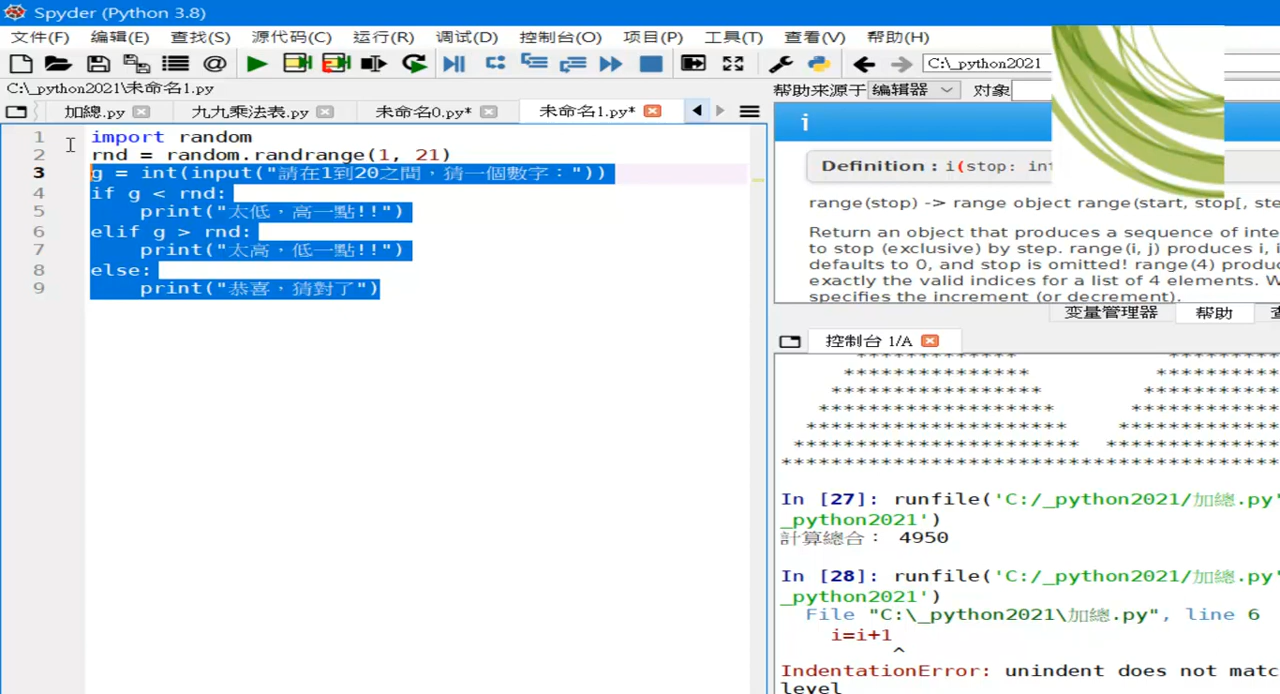 Spyder (Python 3.8)
文件(F) 编辑(E) 查找(S) 源代码(C) 运行(R) 调试(D) 控制台(O) 项目(P) 工具(T) 查看(V) 帮助(H)
C:\_python2021
C:\_python2021\未命名1.py
帮助来源于 编辑器 对象
加總.py 九九乘法表.py 未命名0.py* 未命名1.py*
1 import random
2 rnd = random.randrange(1, 21)
3 g = int(input("請在1到20之間，猜一個數字："))
4 if g < rnd:
5 print("太低，高一點!!")
6 elif g > rnd:
7 print("太高，低一點!!")
8 else:
9 print("恭喜，猜對了")
i
Definition : i(stop: int
range(stop) -> range object range(start, stop[, ste
Return an object that produces a sequence of inte
to stop (exclusive) by step. range(i, j) produces i, i
defaults to 0, and stop is omitted! range(4) produc
exactly the valid indices for a list of 4 elements. W
specifies the increment (or decrement).
变量管理器 帮助
控制台 1/A
*************** **********
*************** **********
***************** ***********
******************* ************
********************* *************
*********************** **************
****************************************
In [27]: runfile('C:/_python2021/加總.py'
_python2021')
計算總合： 4950
In [28]: runfile('C:/_python2021/加總.py'
_python2021')
File "C:\_python2021\加總.py", line 6
i=i+1
^
IndentationError: unindent does not matc
level